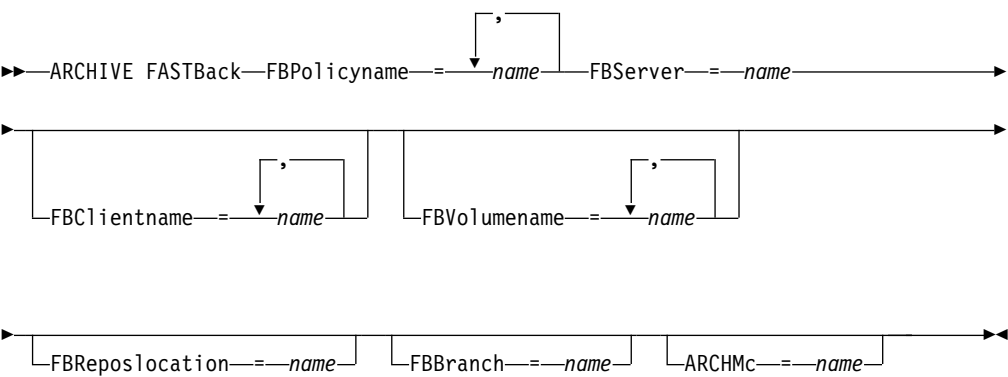 ,
ARCHIVE FASTBack FBPolicyname = name FBServer = name
, ,
FBClientname = name FBVolumename = name
FBReposlocation = name FBBranch = name ARCHMc = name